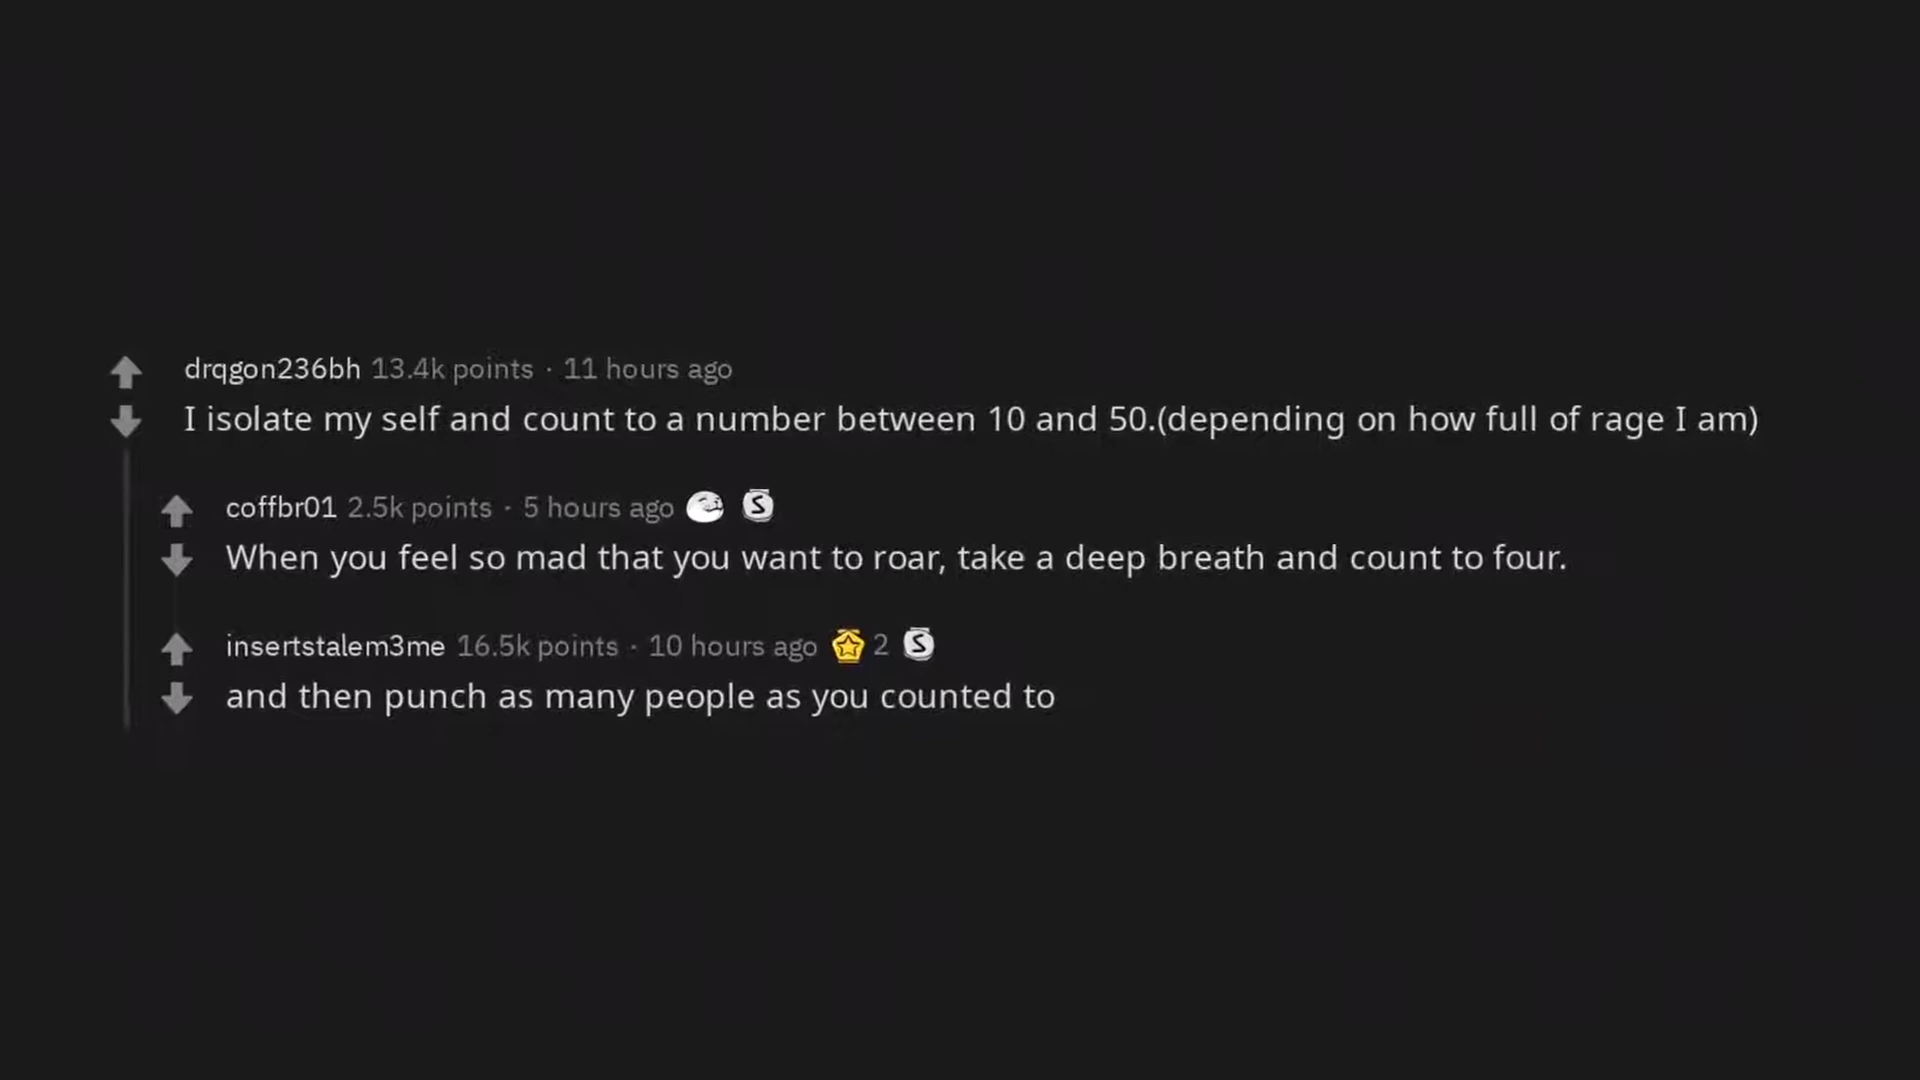 drqgon236bh 13.4k points · 11 hours ago
I isolate my self and count to a number between 10 and 50.(depending on how full of rage I am)
coffbr01 2.5k points · 5 hours ago S
When you feel so mad that you want to roar, take a deep breath and count to four.
insertstalem3me 16.5k points · 10 hours ago 2 S
and then punch as many people as you counted to